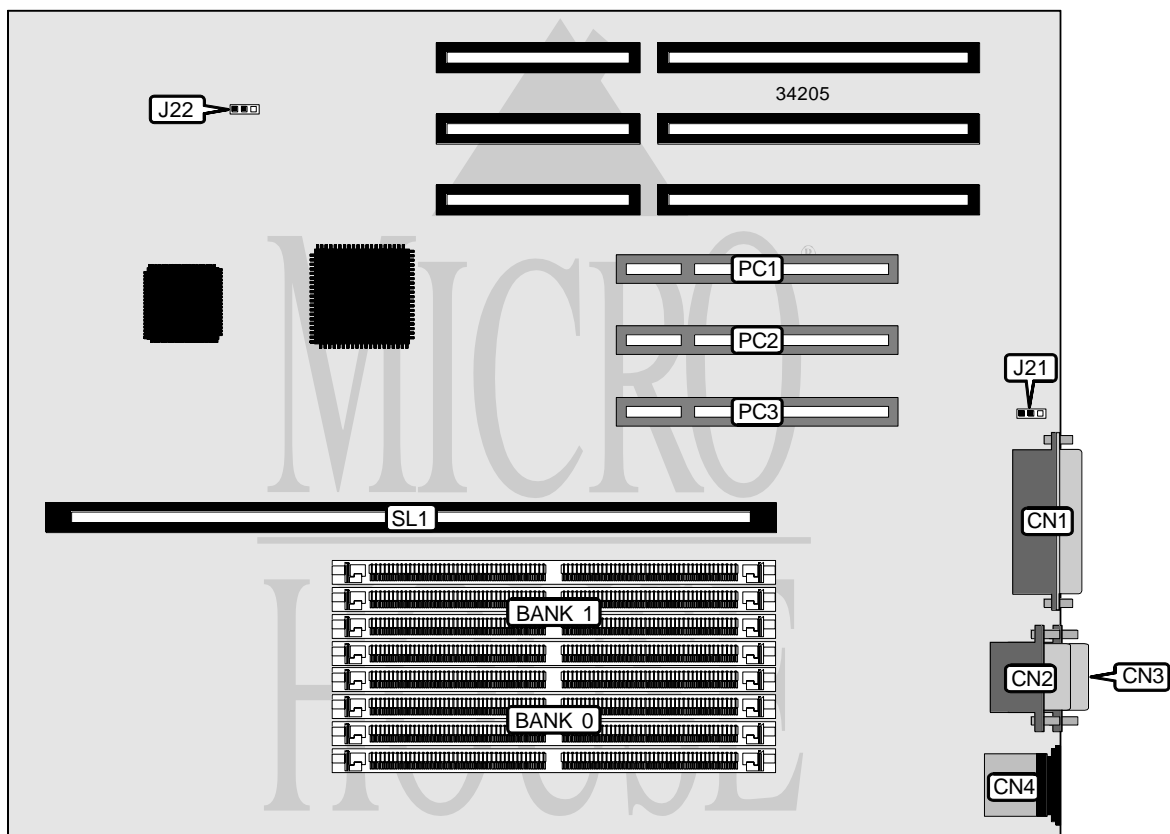 34205
J22
PC1
PC2
J21
PC3
SL1
CN1
BANK 1
CN2
CN3
BANK 0
CN4
MICRO
HOUSE
®